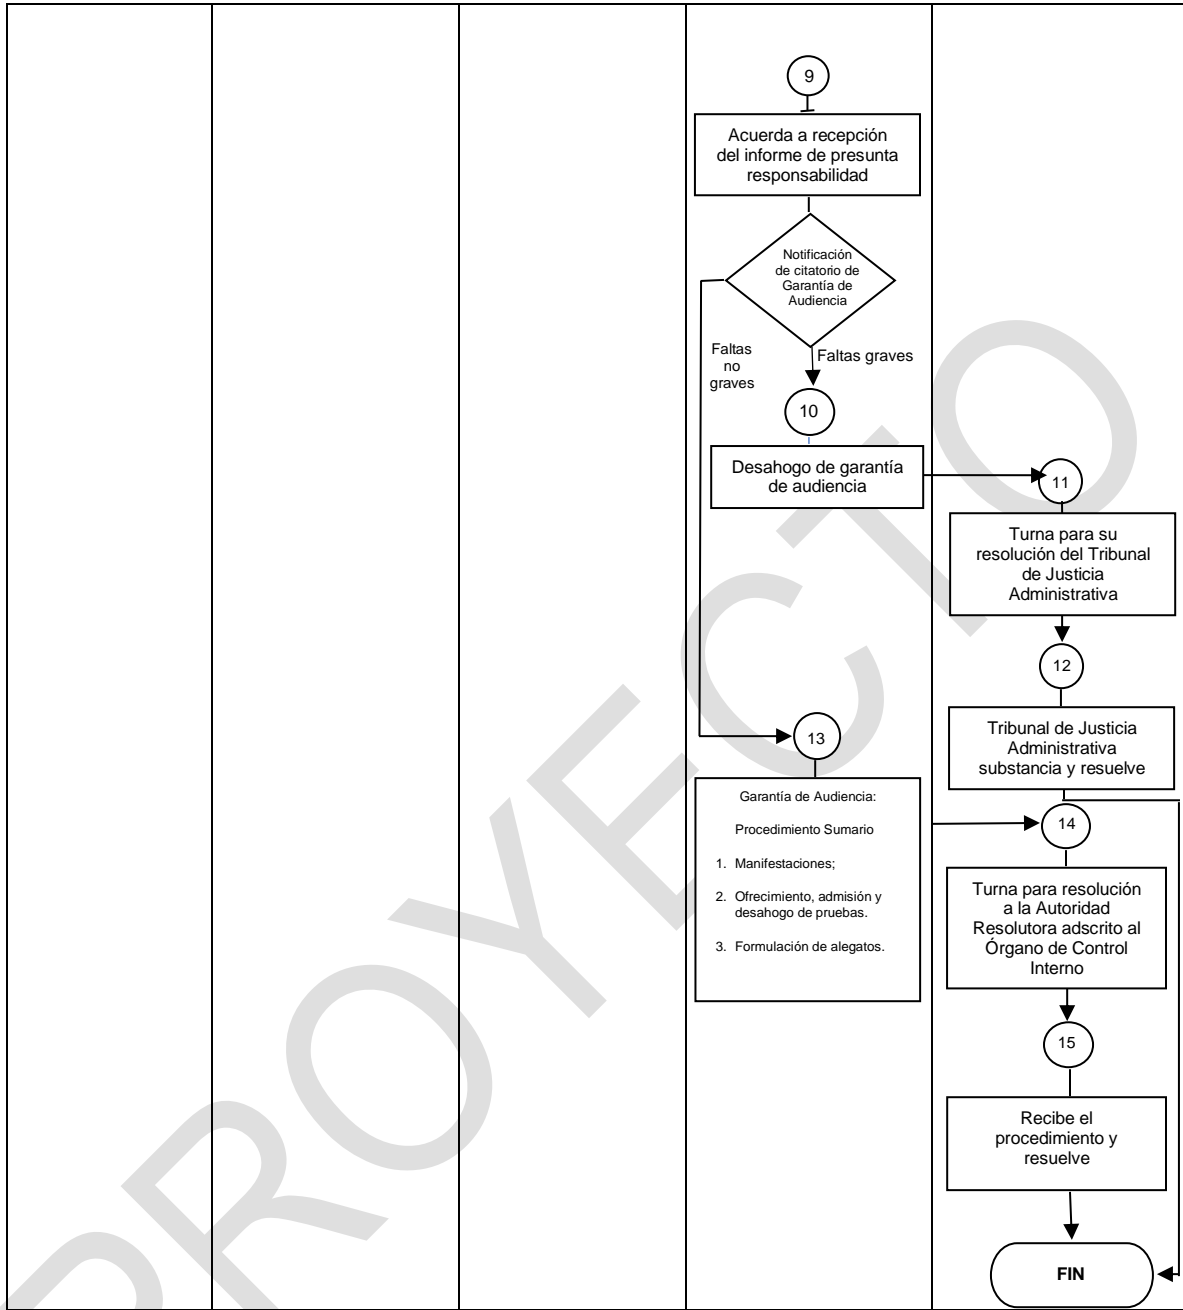 9
Acuerda a recepción
del informe de presunta
responsabilidad
Notificación
de citatorio de
Garantía de
Audiencia
Faltas
no
graves
Faltas graves
10
Desahogo de garantía
de audiencia
11
Turna para su
resolución del Tribunal
de Justicia
Administrativa
12
Tribunal de Justicia
Administrativa
substancia y resuelve
13
Garantía de Audiencia:
Procedimiento Sumario
1. Manifestaciones;
2. Ofrecimiento, admisión y
desahogo de pruebas.
3. Formulación de alegatos.
14
Turna para resolución
a la Autoridad
Resolutora adscrito al
Órgano de Control
Interno
15
Recibe el
procedimiento y
resuelve
FIN
PROYECTO